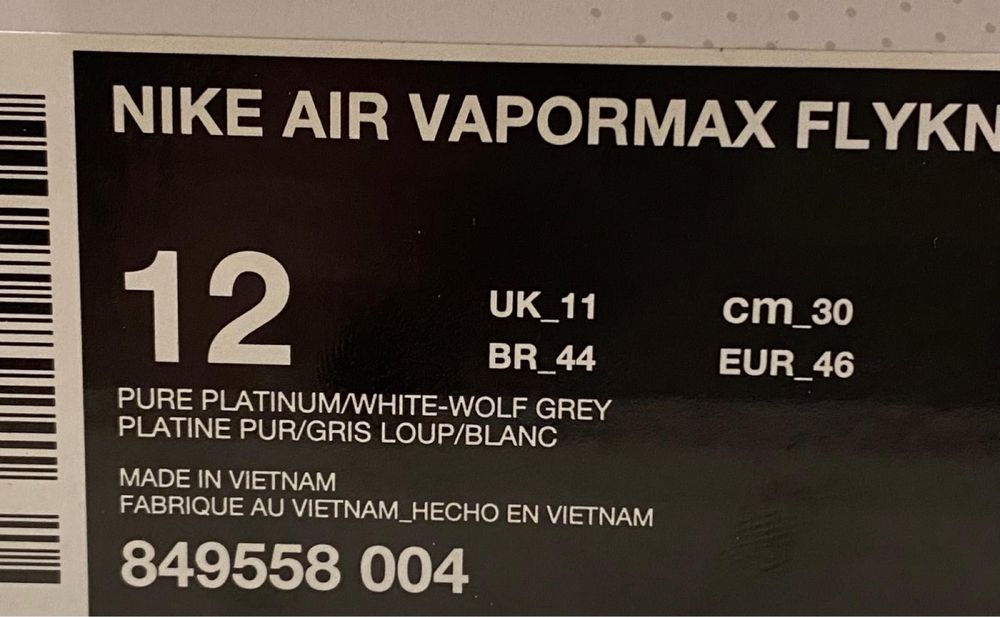 NIKE AIR VAPORMAX FLYKN
12
UK_11 cm_30
BR_44 EUR_46
PURE PLATINUM/WHITE-WOLF GREY
PLATINE PUR/GRIS LOUP/BLANC
MADE IN VIETNAM
FABRIQUE AU VIETNAM_HECHO EN VIETNAM
849558 004